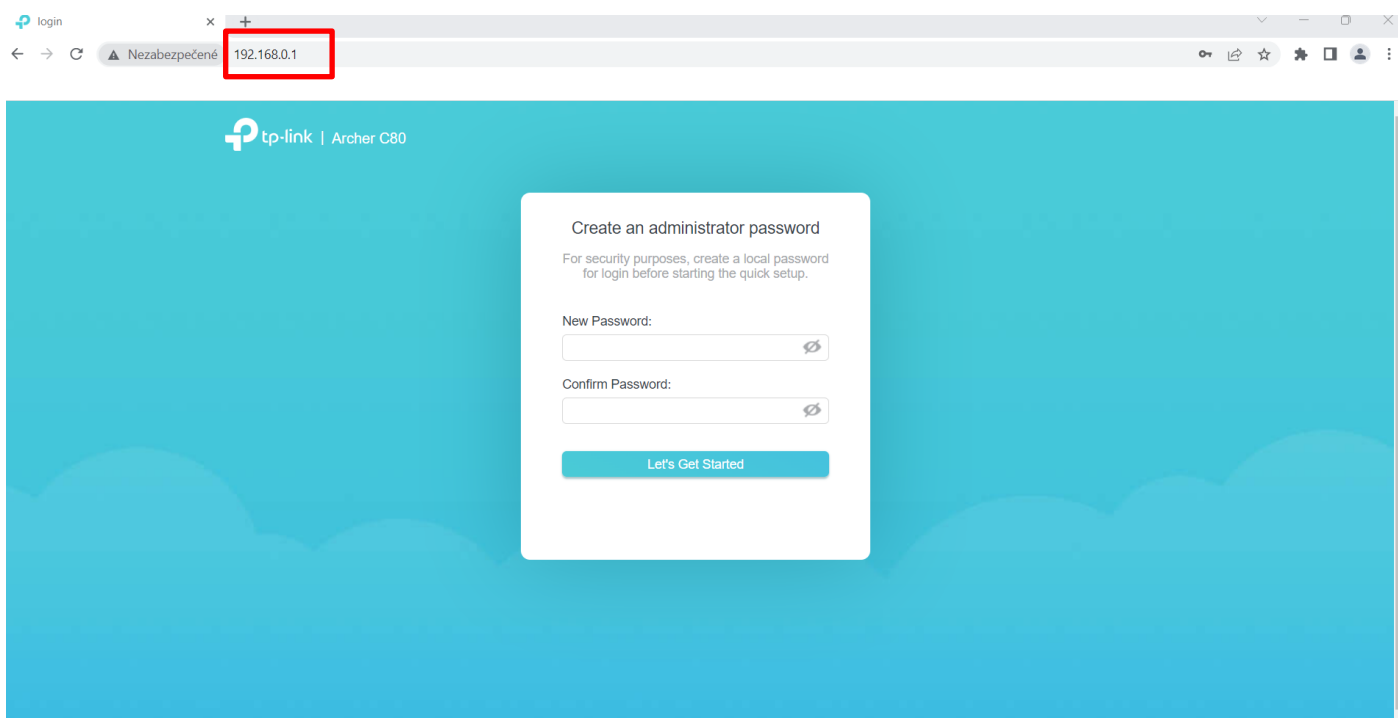 login
Nezabezpečené 192.168.0.1
tp-link | Archer C80
Create an administrator password
For security purposes, create a local password
for login before starting the quick setup.
New Password:
Confirm Password:
Let's Get Started